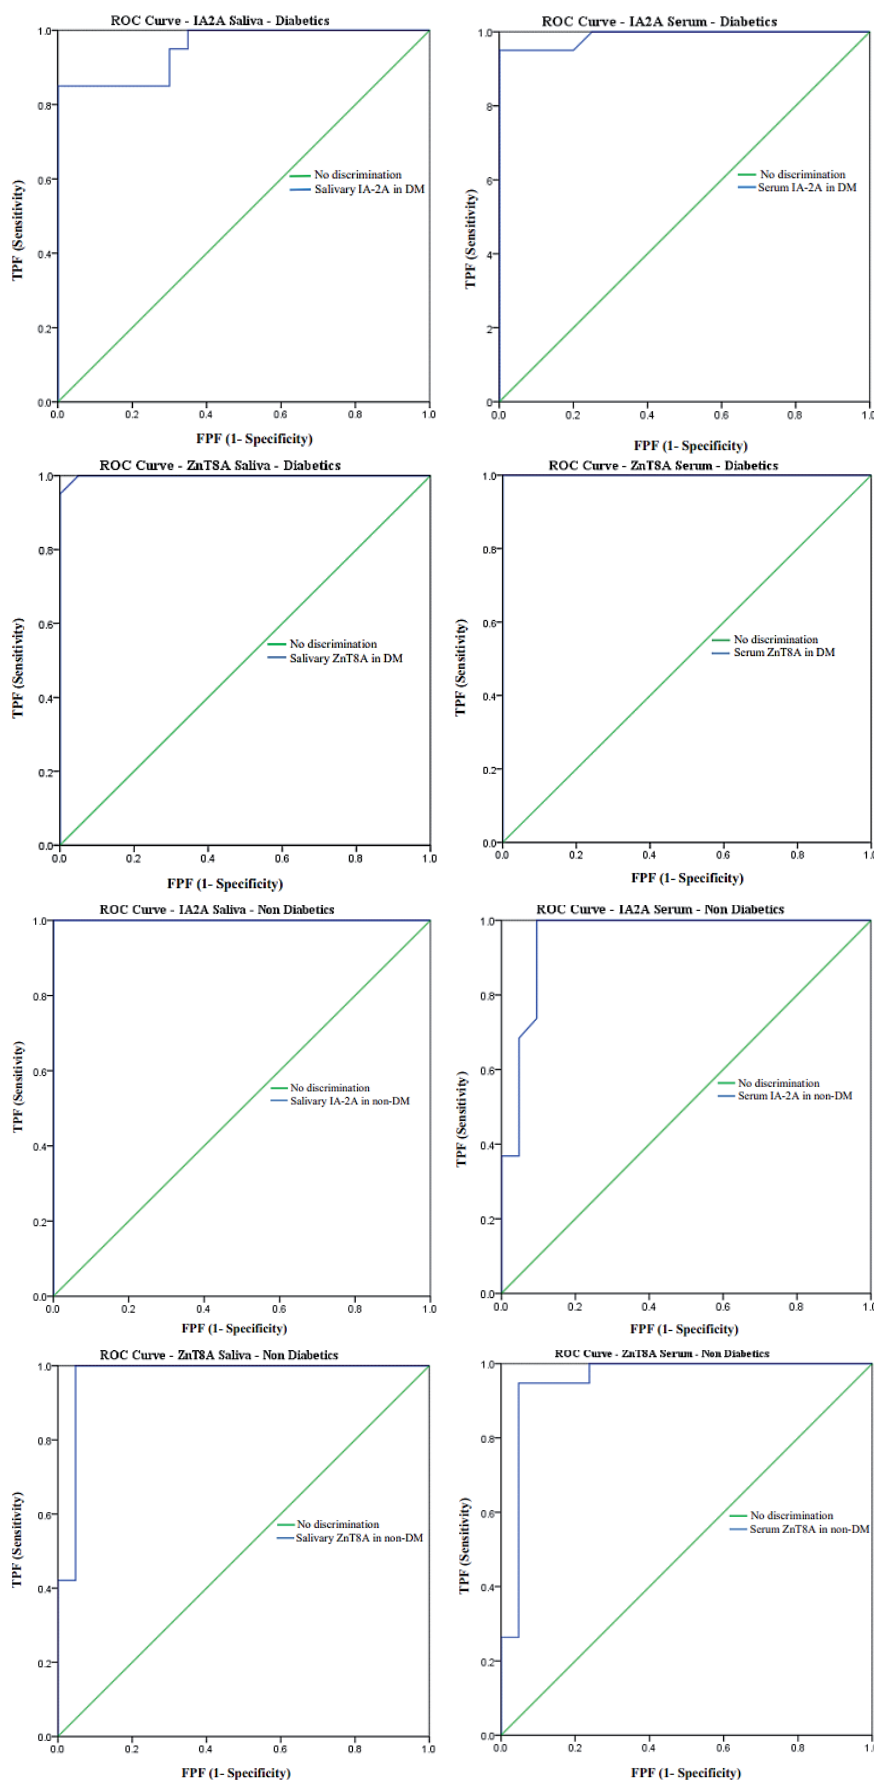 ROC Curve - IA2A Saliva - Diabetics
1.0
0.8
0.6
0.4
0.2
0.0
0.0 0.2 0.4 0.6 0.8 1.0
TPF (Sensitivity)
FPF (1- Specificity)
No discrimination
Salivary IA-2A in DM
ROC Curve - IA2A Serum - Diabetics
1.0
8
6
4
2
0
0.0 0.2 0.4 0.6 0.8 1.0
TPF (Sensitivity)
FPF (1- Specificity)
No discrimination
Serum IA-2A in DM
ROC Curve - ZnT8A Saliva - Diabetics
1.0
0.8
0.6
0.4
0.2
0.0
0.0 0.2 0.4 0.6 0.8 1.0
TPF (Sensitivity)
FPF (1- Specificity)
No discrimination
Salivary ZnT8A in DM
ROC Curve - ZnT8A Serum - Diabetics
1.0
0.8
0.6
0.4
0.2
0.0
0.0 0.2 0.4 0.6 0.8 1.0
TPF (Sensitivity)
FPF (1- Specificity)
No discrimination
Serum ZnT8A in DM
ROC Curve - IA2A Saliva - Non Diabetics
1.0
0.8
0.6
0.4
0.2
0.0
0.0 0.2 0.4 0.6 0.8 1.0
TPF (Sensitivity)
FPF (1- Specificity)
No discrimination
Salivary IA-2A in non-DM
ROC Curve - IA2A Serum - Non Diabetics
1.0
0.8
0.6
0.4
0.2
0.0
0.0 0.2 0.4 0.6 0.8 1.0
TPF (Sensitivity)
FPF (1- Specificity)
No discrimination
Serum IA-2A in non-DM
ROC Curve - ZnT8A Saliva - Non Diabetics
1.0
0.8
0.6
0.4
0.2
0.0
0.0 0.2 0.4 0.6 0.8 1.0
TPF (Sensitivity)
FPF (1- Specificity)
No discrimination
Salivary ZnT8A in non-DM
ROC Curve - ZnT8A Serum - Non Diabetics
1.0
0.8
0.6
0.4
0.2
0.0
0.0 0.2 0.4 0.6 0.8 1.0
TPF (Sensitivity)
FPF (1- Specificity)
No discrimination
Serum ZnT8A in non-DM